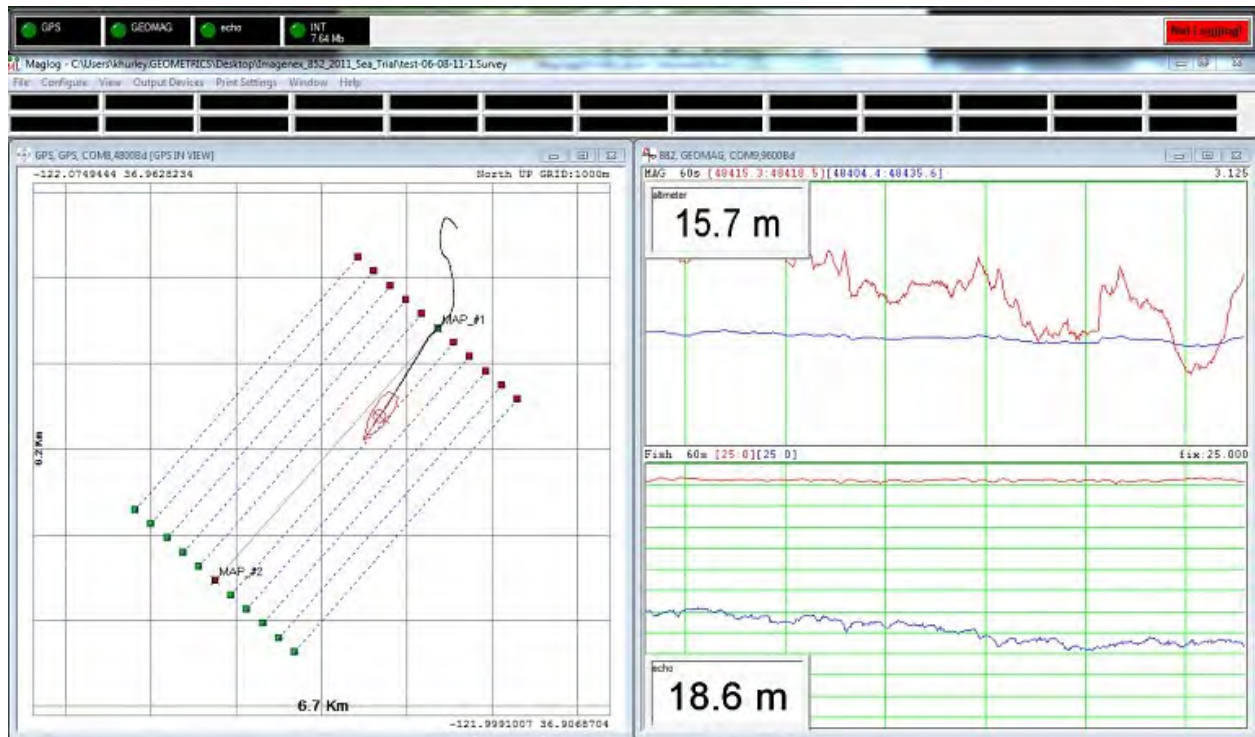 GPS GEOMAG echo INT Not Logging!
7.64 Mb
Maglog - C:\Users\khurley.GEOMETRICS\Desktop\Imagenex_852_2011_Sea_Trial\test-06-08-11-1.Survey
File Configure View Output Devices Print Settings Window Help
GPS, GPS, COM8,4800Bd [GPS IN VIEW]
-122.0749444 36.9628234 North UP GRID:1000m
MAP_#1
6.2 Km
MAP_#2
6.7 Km
-121.9991007 36.9068704
882, GEOMAG, COM9,9600Bd
MAG 60s [48415.3:48418.5][48404.4:48435.6] 3.125
altimeter
15.7 m
Fish 60s [25:0][25:0] fix:25.000
echo
18.6 m